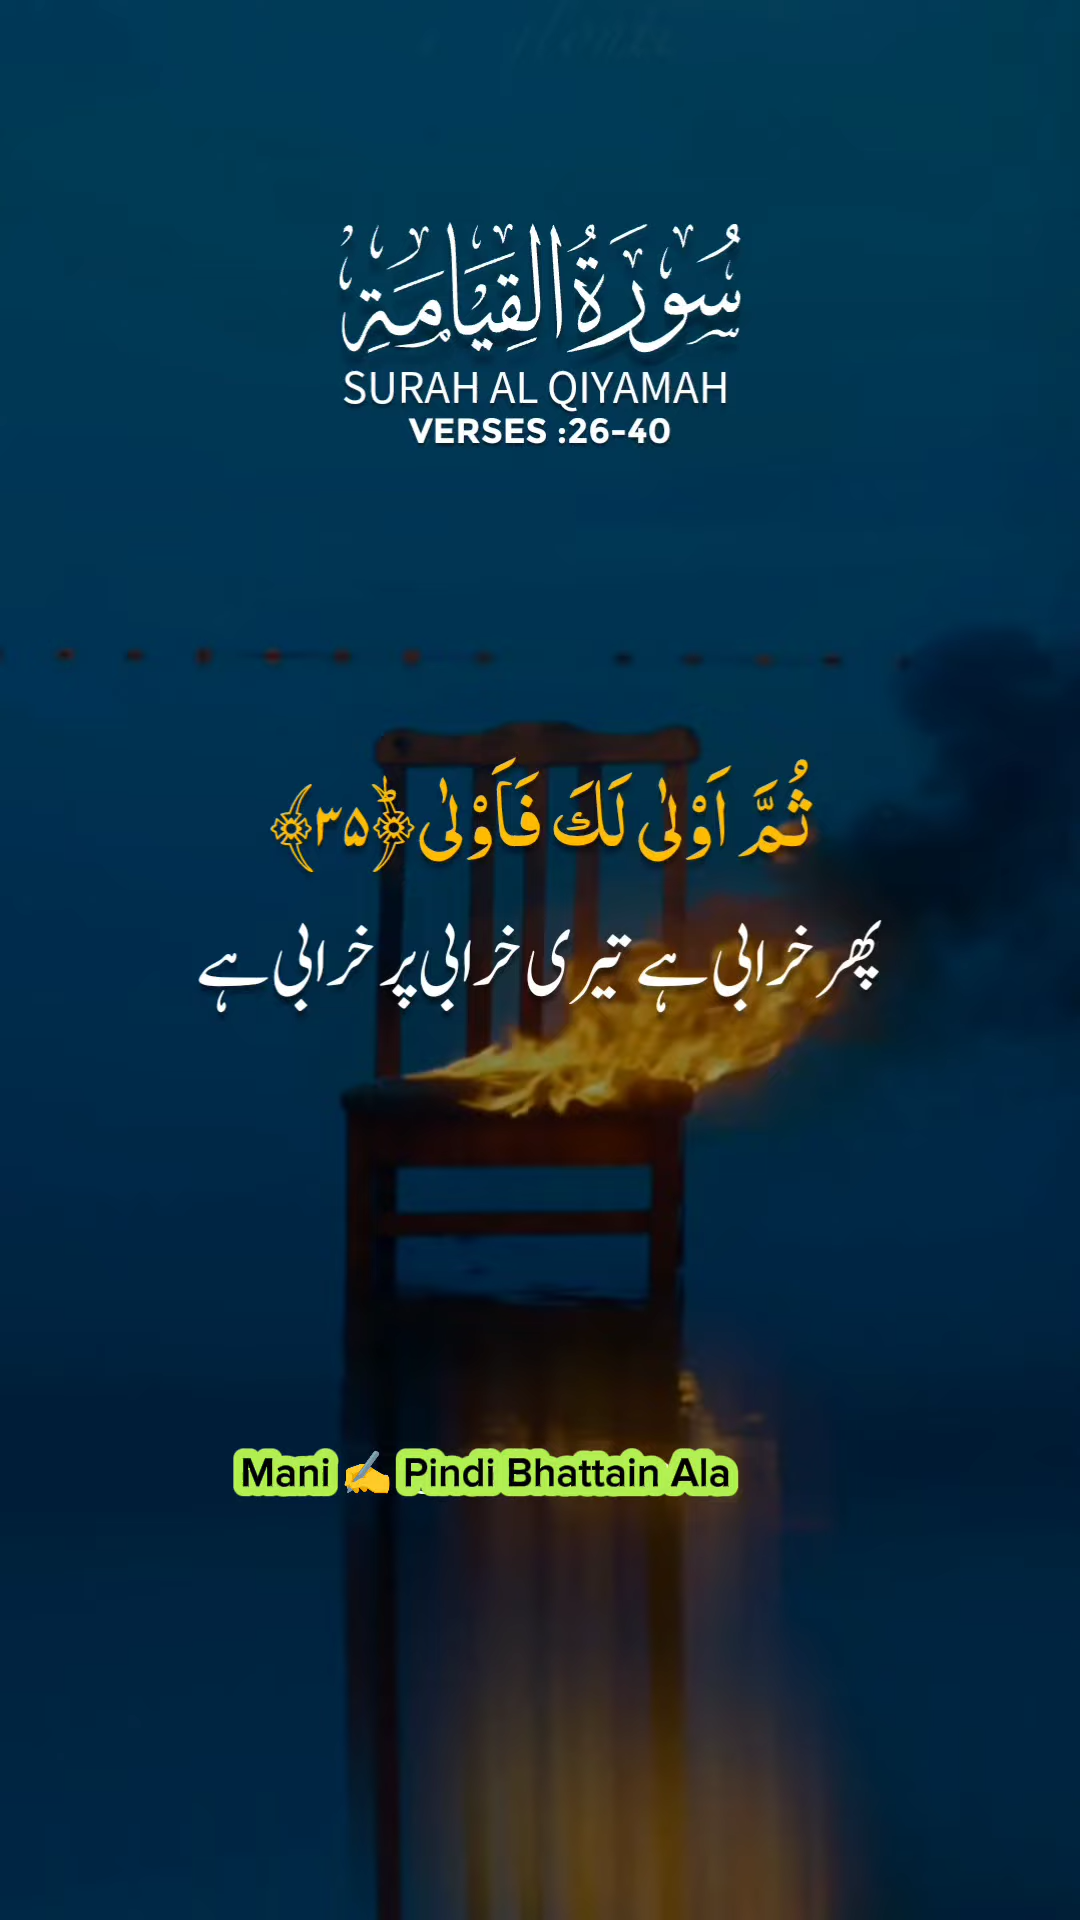 سُورَةُ القِيَامَةِ
SURAH AL QIYAMAH
VERSES :26-40
ثُمَّ اَوْلٰى لَكَ فَاَوْلٰىؕ﴿۳۵﴾
پھر خرابی ہے تیری خرابی پر خرابی ہے
Mani ✍️ Pindi Bhattain Ala